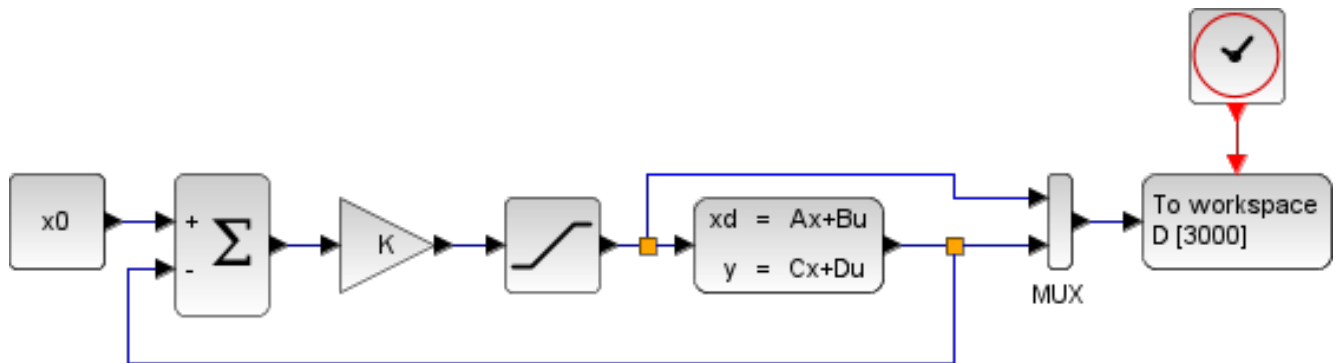 x0
+
Σ
-
K
xd = Ax+Bu
y = Cx+Du
MUX
To workspace
D [3000]